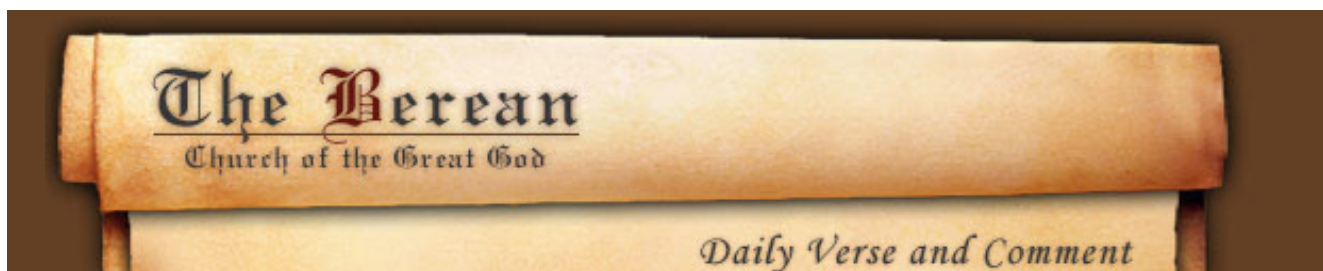 The Berean
Church of the Great God
Daily Verse and Comment